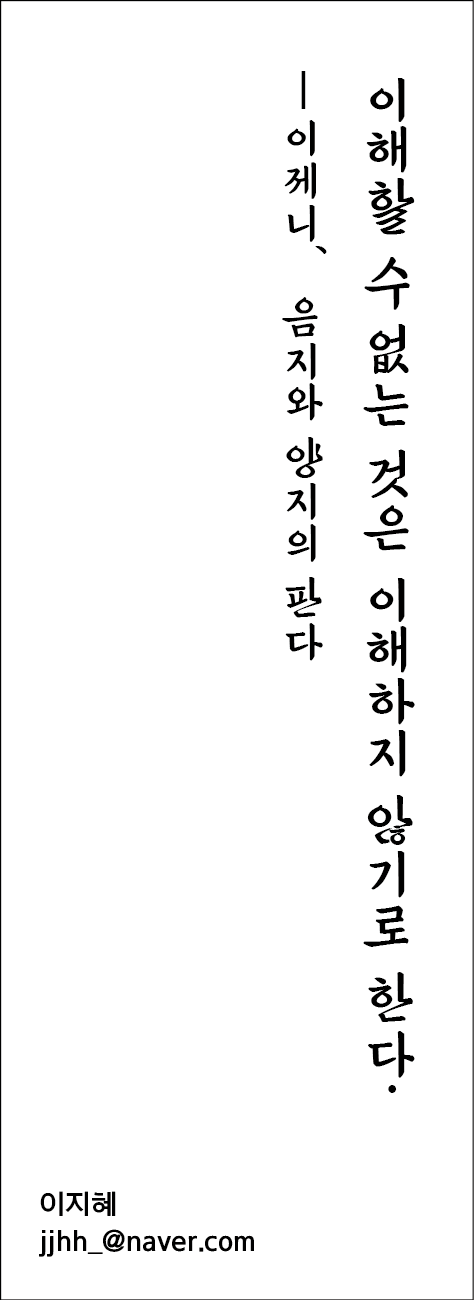 이해할 수 없는 것은 이해하지 않기로 한다.
—이제니、 음지와 양지의 판다
이지혜
jjhh_@naver.com